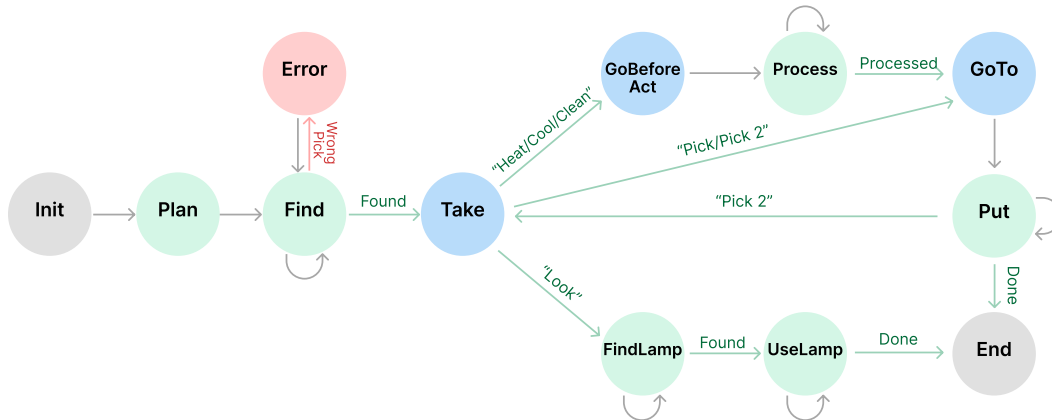 Error
GoBefore
Act
Process
Processed
GoTo
Wrong
Pick
“Heat/Cool/Clean”
“Pick/Pick 2”
Init
Plan
Find
Found
Take
“Pick 2”
Put
“Look”
Done
FindLamp
Found
UseLamp
Done
End